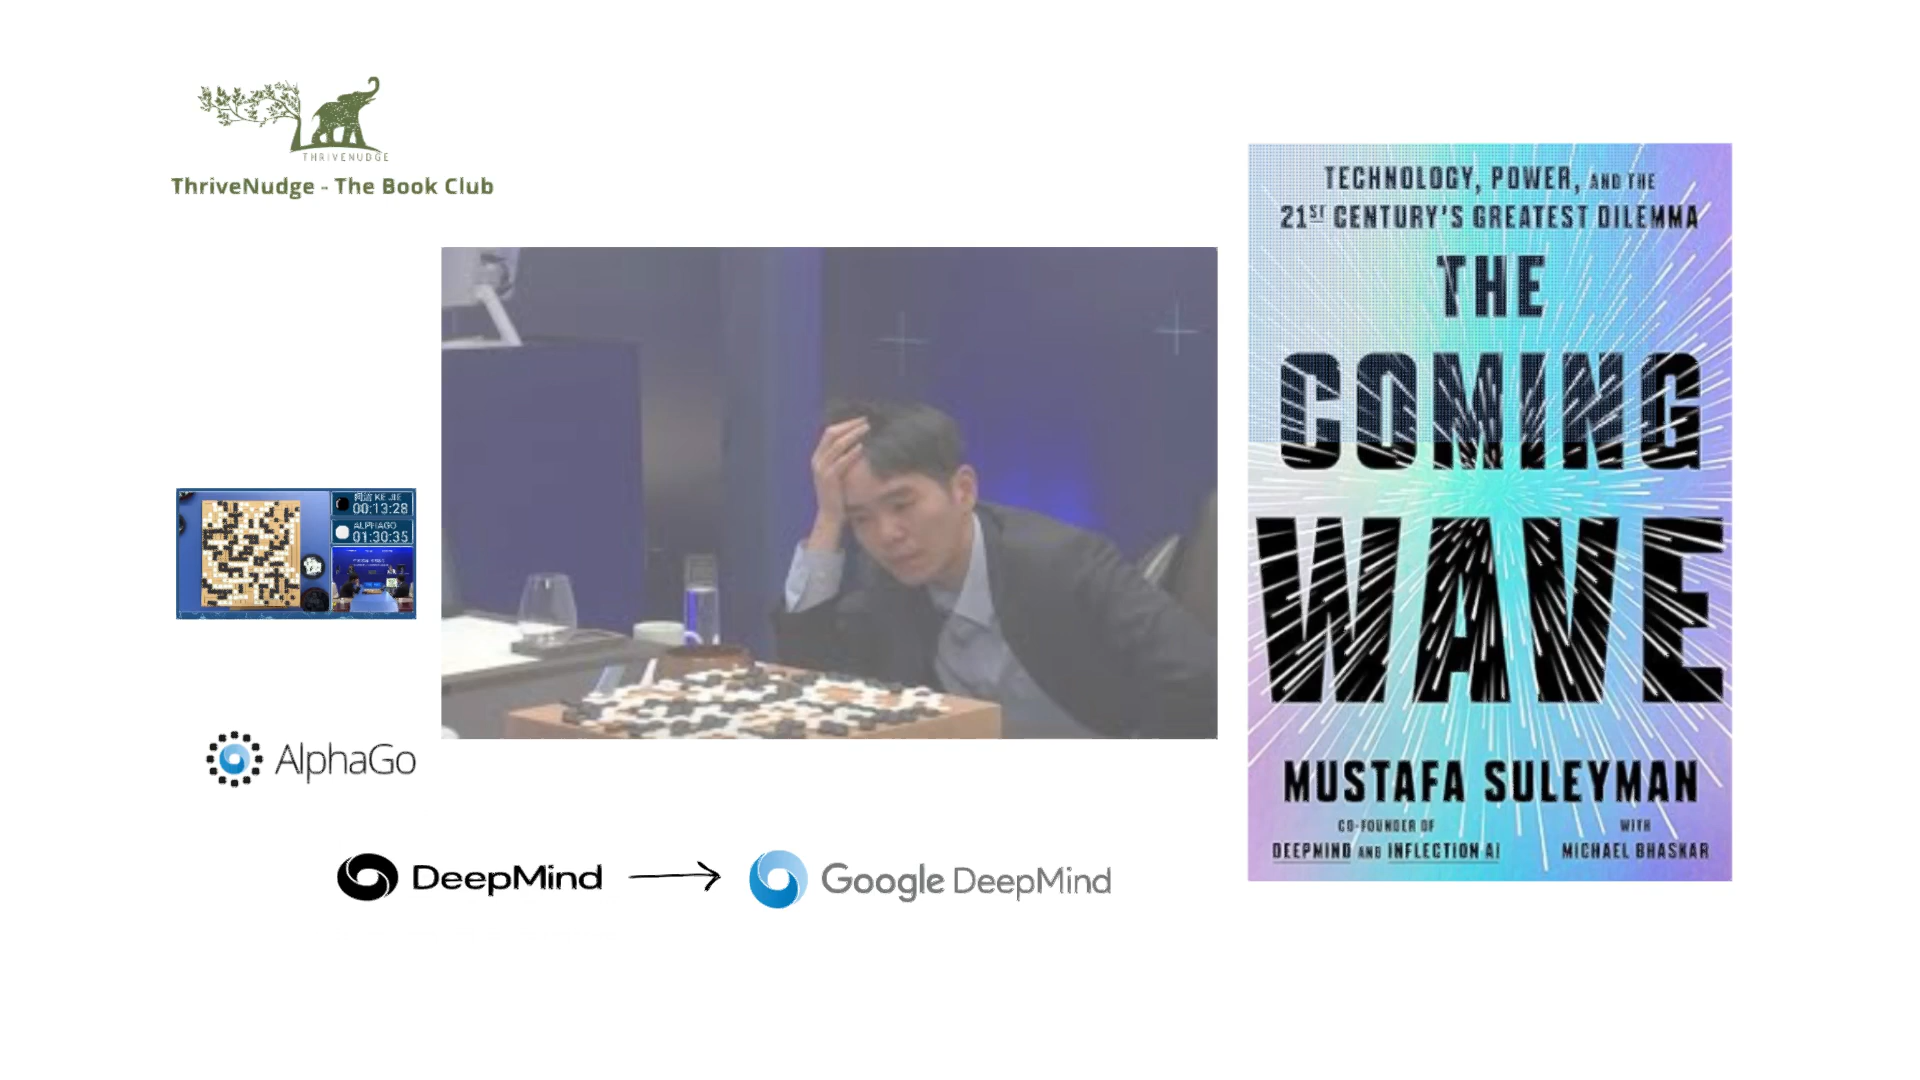 THRIVENUDGE
ThriveNudge - The Book Club
TECHNOLOGY, POWER, AND THE
21ST CENTURY'S GREATEST DILEMMA
THE
COMING
WAVE
MUSTAFA SULEYMAN
CO-FOUNDER OF
DEEPMIND AND INFLECTION AI
WITH
MICHAEL BHASKAR
KE JIE
00:13:28
ALPHAGO
01:30:35
AlphaGo
DeepMind
Google DeepMind